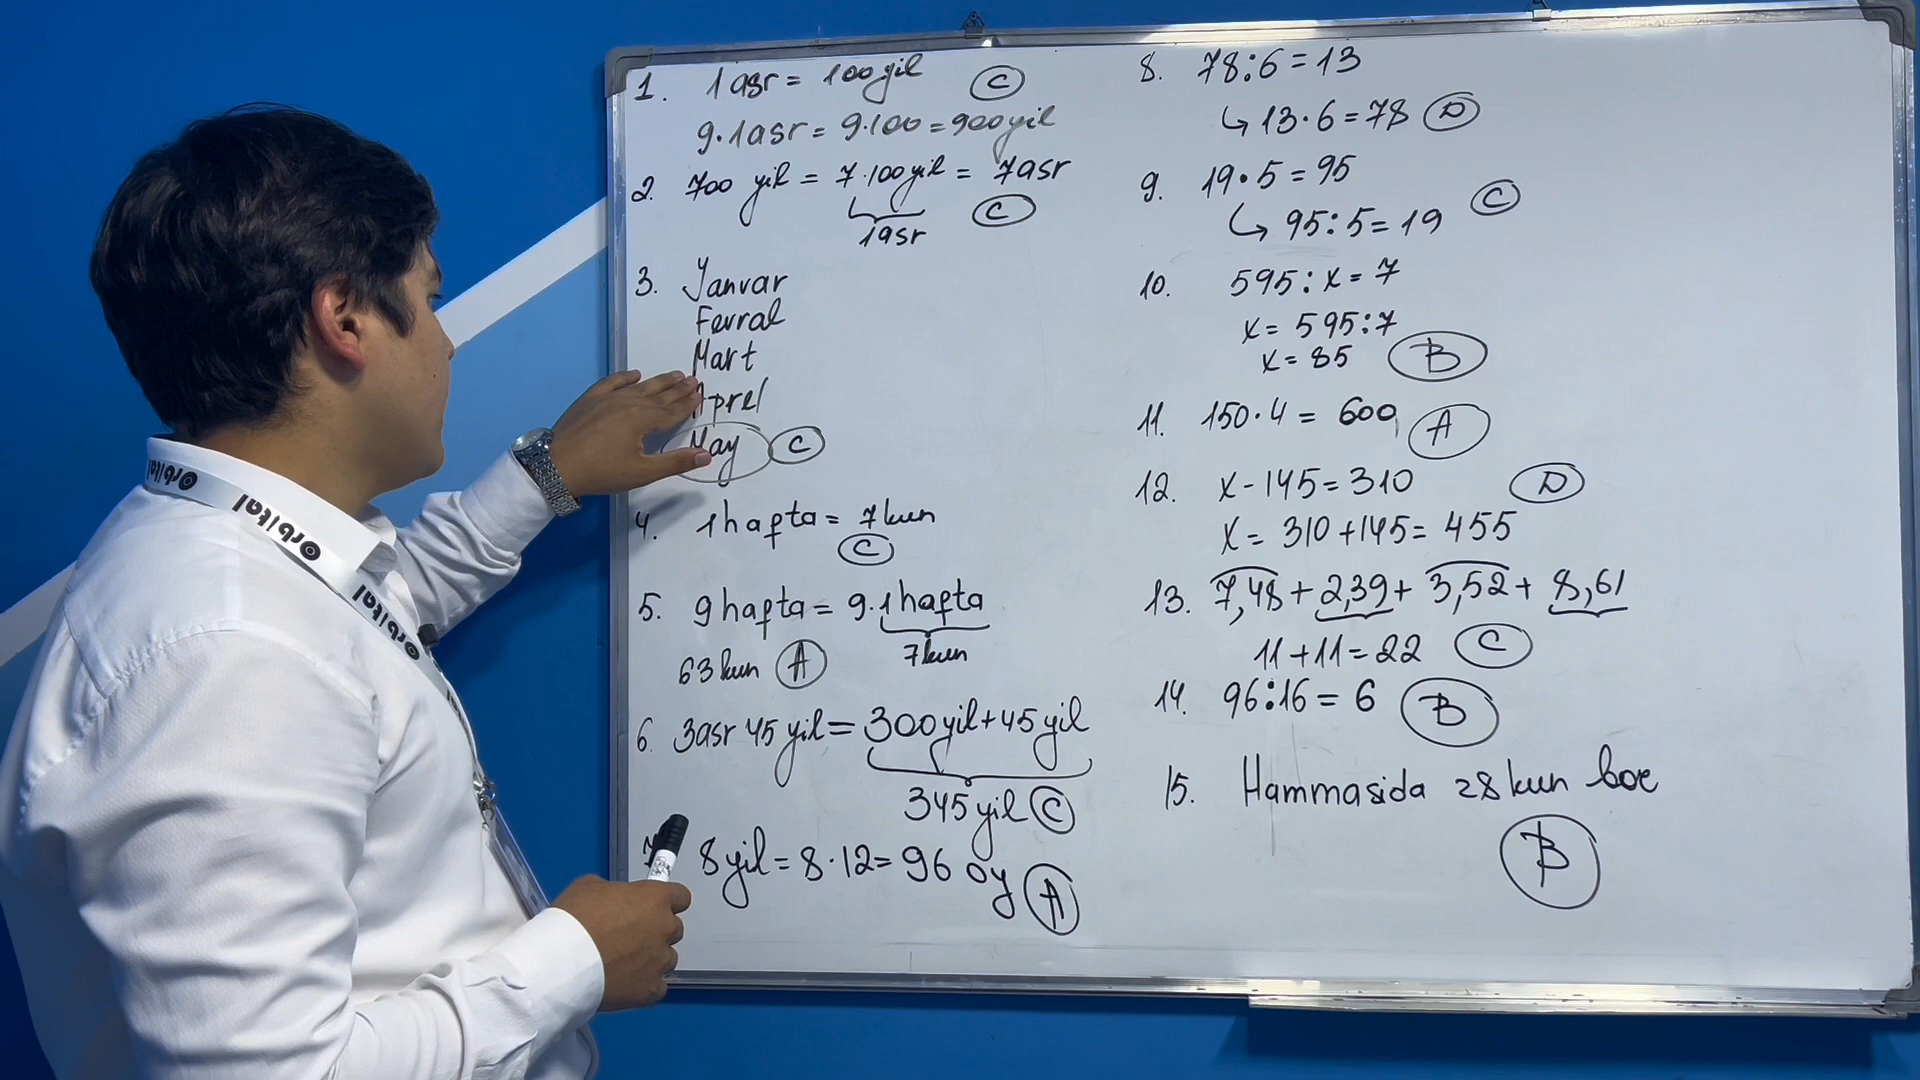 1. 1 asr = 100 yil C
9·1 asr = 9·100 = 900 yil
2. 700 yil = 7·100 yil = 7 asr
1 asr C
3. Yanvar
Fevral
Mart
Aprel
May C
4. 1 hafta = 7 kun
C
5. 9 hafta = 9·1 hafta
7 kun
63 kun A
6. 3 asr 45 yil = 300 yil + 45 yil
345 yil C
7. 8 yil = 8·12 = 96 oy A
8. 78:6 = 13
↳ 13·6 = 78 D
9. 19·5 = 95
↳ 95:5 = 19 C
10. 595:x = 7
x = 595:7
x = 85 B
11. 150·4 = 600 A
12. x - 145 = 310 D
x = 310 + 145 = 455
13. 7,48 + 2,39 + 3,52 + 8,61
11 + 11 = 22 C
14. 96:16 = 6 B
15. Hammasida 28 kun bor
B
Orbital
Orbital
Orbital
Orbital